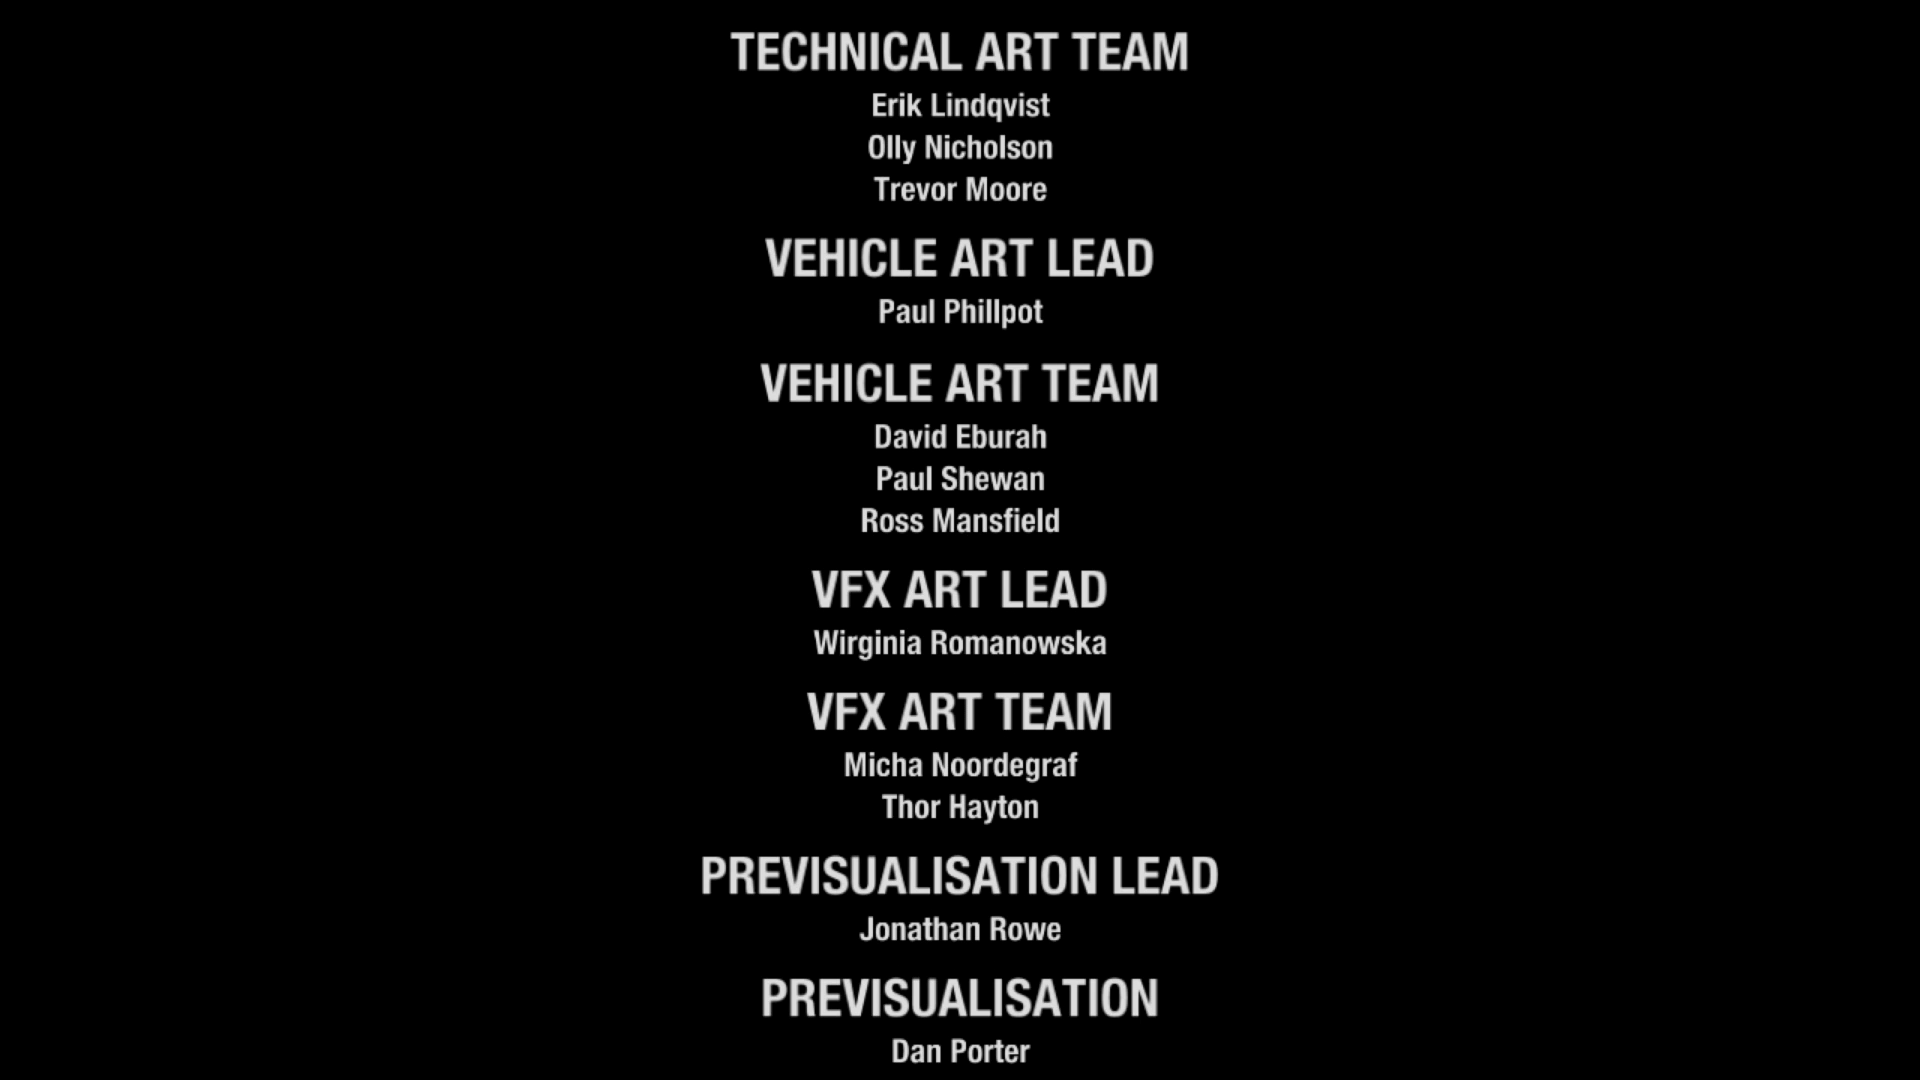 TECHNICAL ART TEAM
Erik Lindqvist
Olly Nicholson
Trevor Moore
VEHICLE ART LEAD
Paul Phillpot
VEHICLE ART TEAM
David Eburah
Paul Shewan
Ross Mansfield
VFX ART LEAD
Wirginia Romanowska
VFX ART TEAM
Micha Noordegraf
Thor Hayton
PREVISUALISATION LEAD
Jonathan Rowe
PREVISUALISATION
Dan Porter